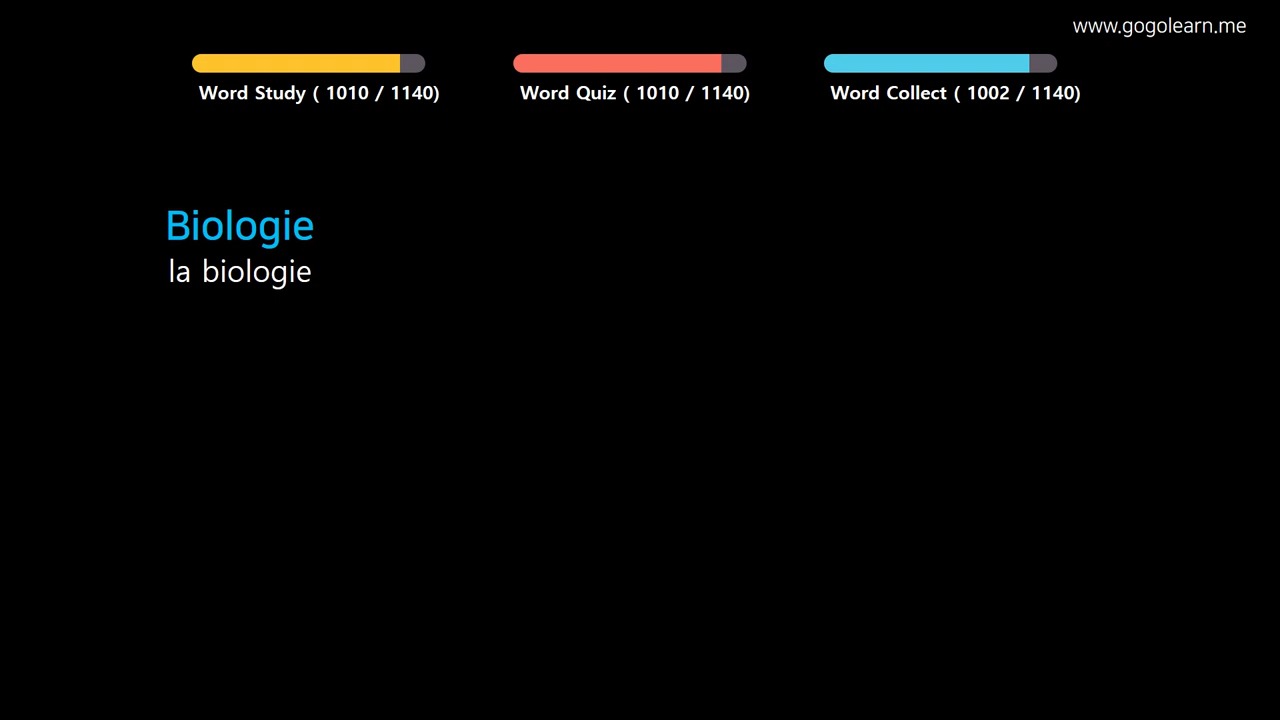 www.gogolearn.me
Word Study ( 1010 / 1140)
Word Quiz ( 1010 / 1140)
Word Collect ( 1002 / 1140)
Biologie
la biologie